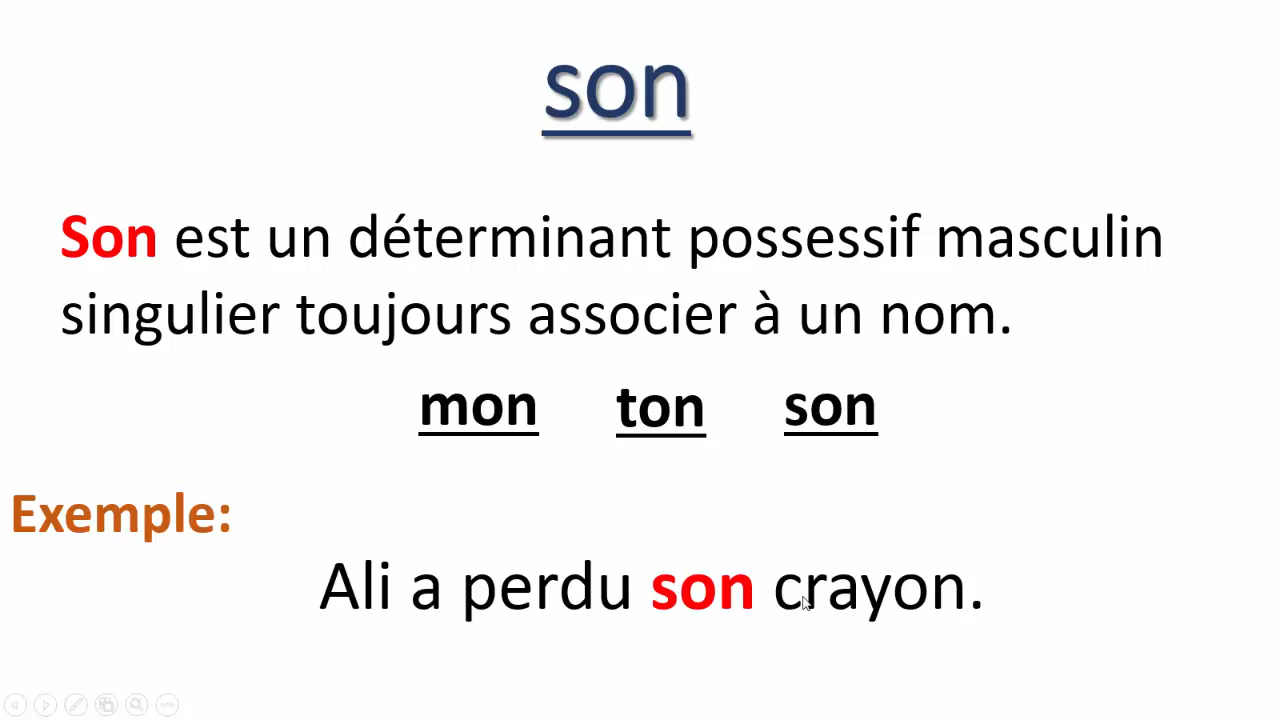 son
Son est un déterminant possessif masculin
singulier toujours associer à un nom.
mon ton son
Exemple:
Ali a perdu son crayon.